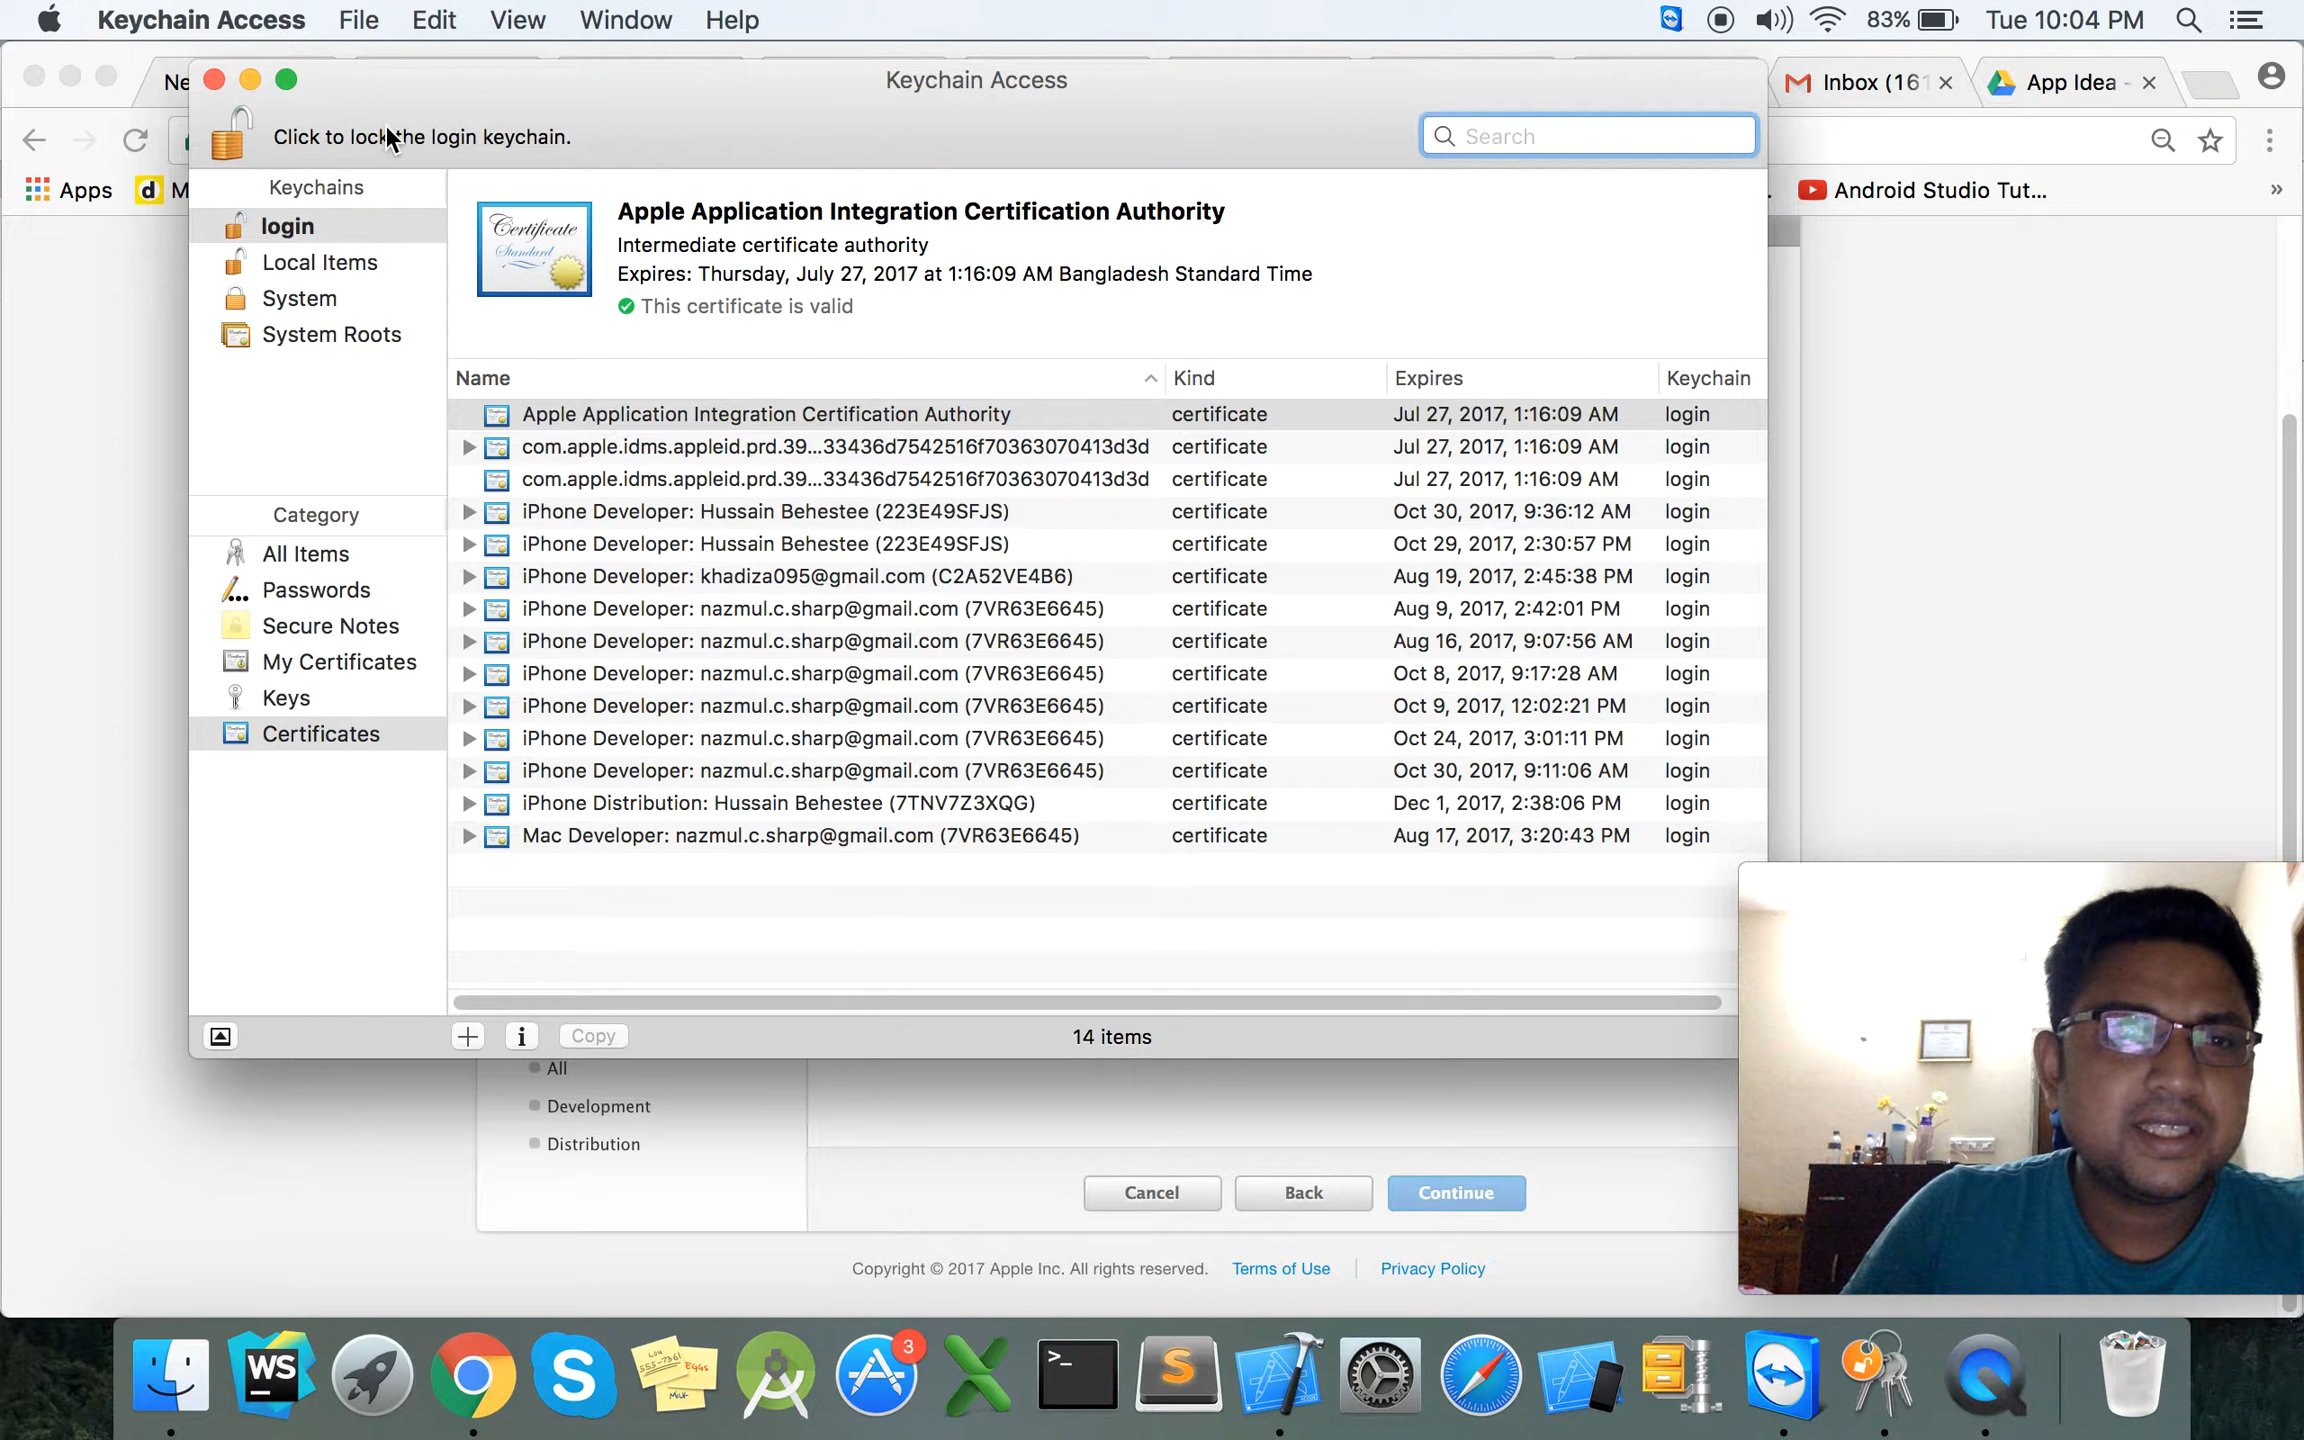 Keychain Access File Edit View Window Help 83% Tue 10:04 PM
Ne Keychain Access Inbox (161 App Idea -
Click to lock the login keychain. Search
Apps M Android Studio Tut... »
Keychains
login
Local Items
System
System Roots
Apple Application Integration Certification Authority
Intermediate certificate authority
Expires: Thursday, July 27, 2017 at 1:16:09 AM Bangladesh Standard Time
This certificate is valid
Certificate
Standard
Name Kind Expires Keychain
Apple Application Integration Certification Authority certificate Jul 27, 2017, 1:16:09 AM login
com.apple.idms.appleid.prd.39...33436d7542516f70363070413d3d certificate Jul 27, 2017, 1:16:09 AM login
com.apple.idms.appleid.prd.39...33436d7542516f70363070413d3d certificate Jul 27, 2017, 1:16:09 AM login
iPhone Developer: Hussain Behestee (223E49SFJS) certificate Oct 30, 2017, 9:36:12 AM login
iPhone Developer: Hussain Behestee (223E49SFJS) certificate Oct 29, 2017, 2:30:57 PM login
iPhone Developer: khadiza095@gmail.com (C2A52VE4B6) certificate Aug 19, 2017, 2:45:38 PM login
iPhone Developer: nazmul.c.sharp@gmail.com (7VR63E6645) certificate Aug 9, 2017, 2:42:01 PM login
iPhone Developer: nazmul.c.sharp@gmail.com (7VR63E6645) certificate Aug 16, 2017, 9:07:56 AM login
iPhone Developer: nazmul.c.sharp@gmail.com (7VR63E6645) certificate Oct 8, 2017, 9:17:28 AM login
iPhone Developer: nazmul.c.sharp@gmail.com (7VR63E6645) certificate Oct 9, 2017, 12:02:21 PM login
iPhone Developer: nazmul.c.sharp@gmail.com (7VR63E6645) certificate Oct 24, 2017, 3:01:11 PM login
iPhone Developer: nazmul.c.sharp@gmail.com (7VR63E6645) certificate Oct 30, 2017, 9:11:06 AM login
iPhone Distribution: Hussain Behestee (7TNV7Z3XQG) certificate Dec 1, 2017, 2:38:06 PM login
Mac Developer: nazmul.c.sharp@gmail.com (7VR63E6645) certificate Aug 17, 2017, 3:20:43 PM login
Category
All Items
Passwords
Secure Notes
My Certificates
Keys
Certificates
Copy 14 items
All
Development
Distribution
Cancel Back Continue
Copyright © 2017 Apple Inc. All rights reserved. Terms of Use | Privacy Policy
WS
S
EGGS
MILK
3
>_
S